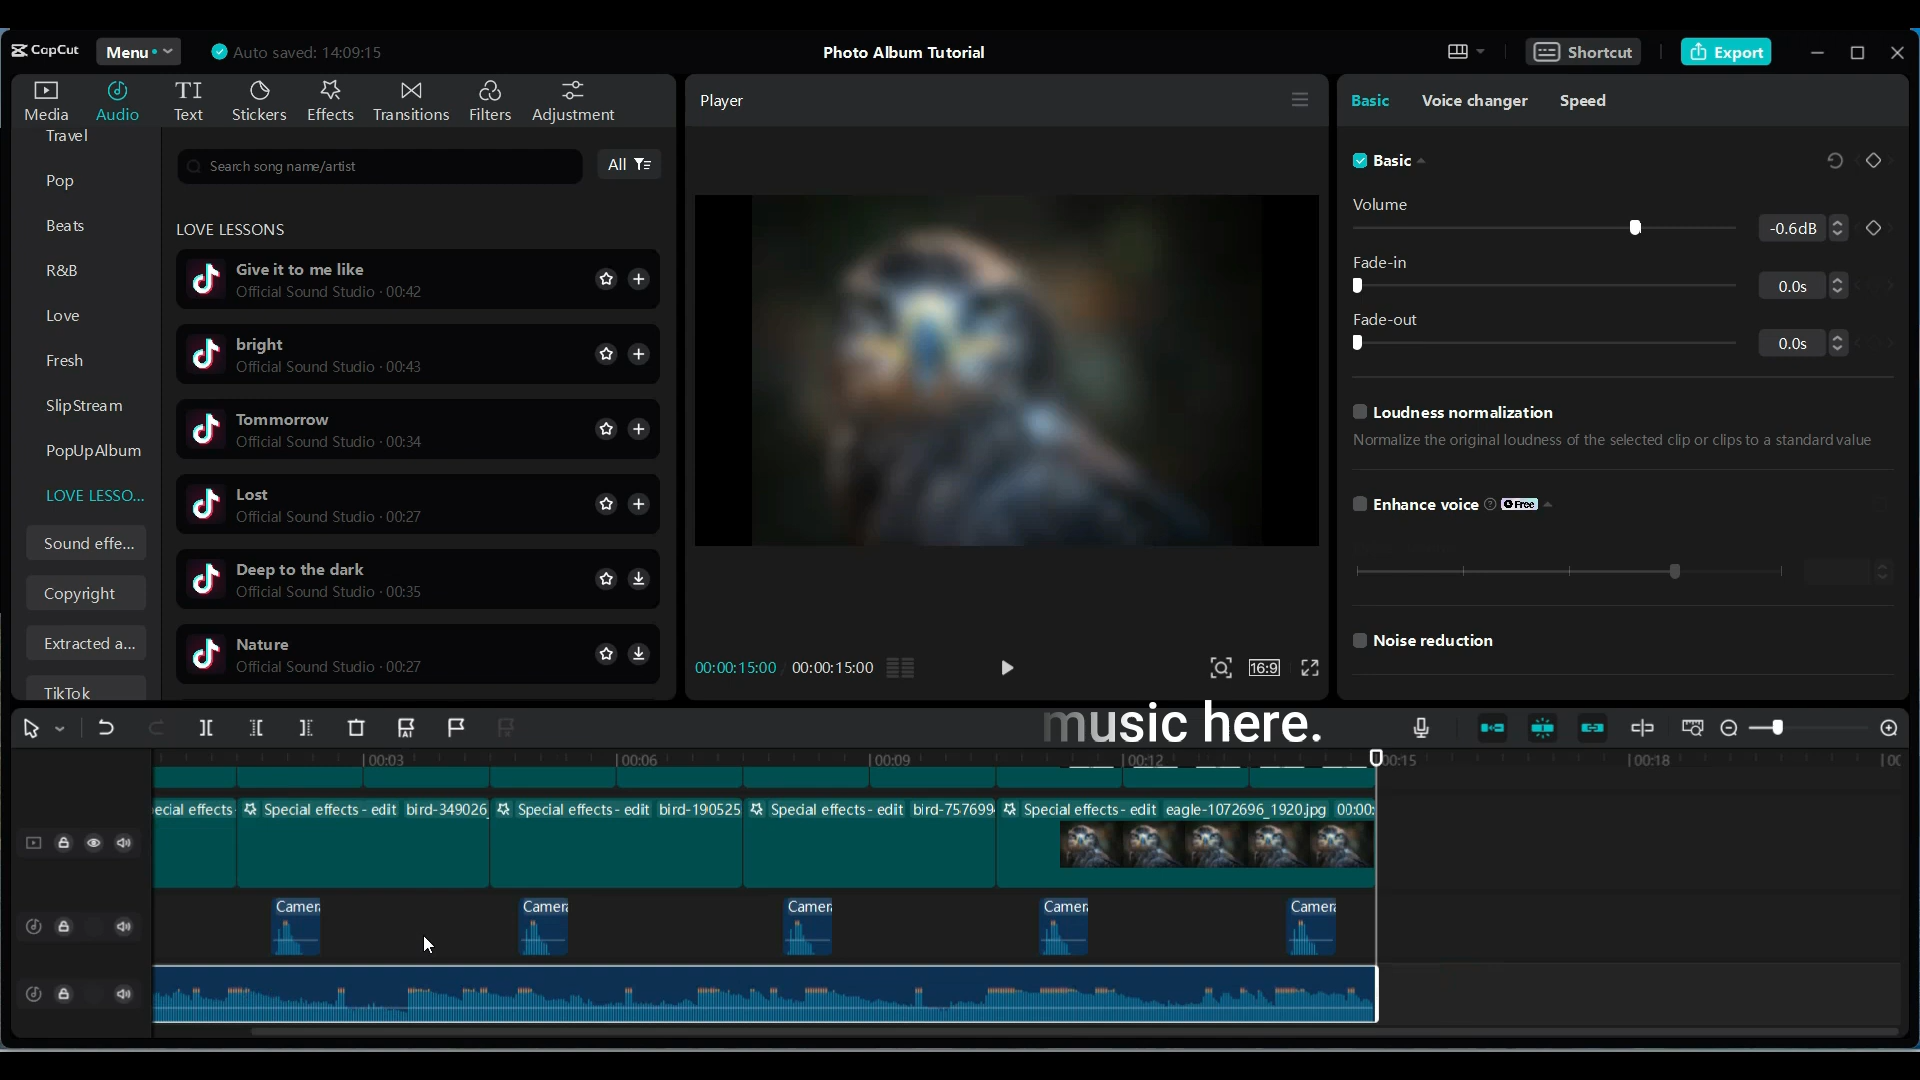 CapCut Menu Auto saved: 14:09:15 Photo Album Tutorial Shortcut Export
Media Audio Text Stickers Effects Transitions Filters Adjustment
Travel
Pop
Beats
R&B
Love
Fresh
SlipStream
PopUpAlbum
LOVE LESSO...
Sound effe...
Copyright
Extracted a...
TikTok
Search song name/artist All
LOVE LESSONS
Give it to me like
Official Sound Studio · 00:42
bright
Official Sound Studio · 00:43
Tommorrow
Official Sound Studio · 00:34
Lost
Official Sound Studio · 00:27
Deep to the dark
Official Sound Studio · 00:35
Nature
Official Sound Studio · 00:27
Player
00:00:15:00 00:00:15:00
16:9
Basic Voice changer Speed
Basic
Volume
-0.6dB
Fade-in
0.0s
Fade-out
0.0s
Loudness normalization
Normalize the original loudness of the selected clip or clips to a standard value
Enhance voice Free
Noise reduction
music here.
00:03 00:06 00:09 00:12 00:15 00:18
ecial effects- Special effects - edit bird-349026 Special effects - edit bird-190525 Special effects - edit bird-757699 Special effects - edit eagle-1072696_1920.jpg 00:00:
Camer Camer Camer Camer Camer